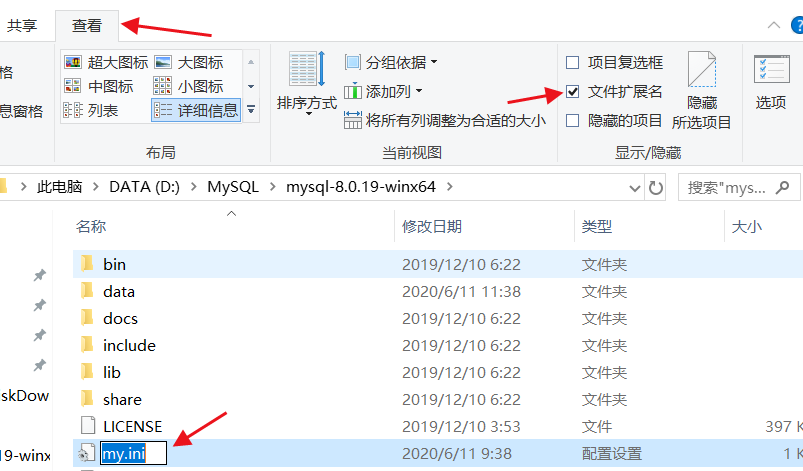 共享 查看
超大图标 大图标
中图标 小图标
列表 详细信息
布局
排序方式
分组依据
添加列
将所有列调整为合适的大小
当前视图
项目复选框
文件扩展名
隐藏的项目
隐藏
所选项目
显示/隐藏
选项
格
息窗格
此电脑 > DATA (D:) > MySQL > mysql-8.0.19-winx64 >
搜索"mys...
名称 修改日期 类型 大小
bin 2019/12/10 6:22 文件夹
data 2020/6/11 11:38 文件夹
docs 2019/12/10 6:22 文件夹
include 2019/12/10 6:22 文件夹
lib 2019/12/10 6:22 文件夹
share 2019/12/10 6:22 文件夹
LICENSE 2019/12/10 3:53 文件 397 K
my.ini 2020/6/11 9:38 配置设置 1 K
skDow
19-winx